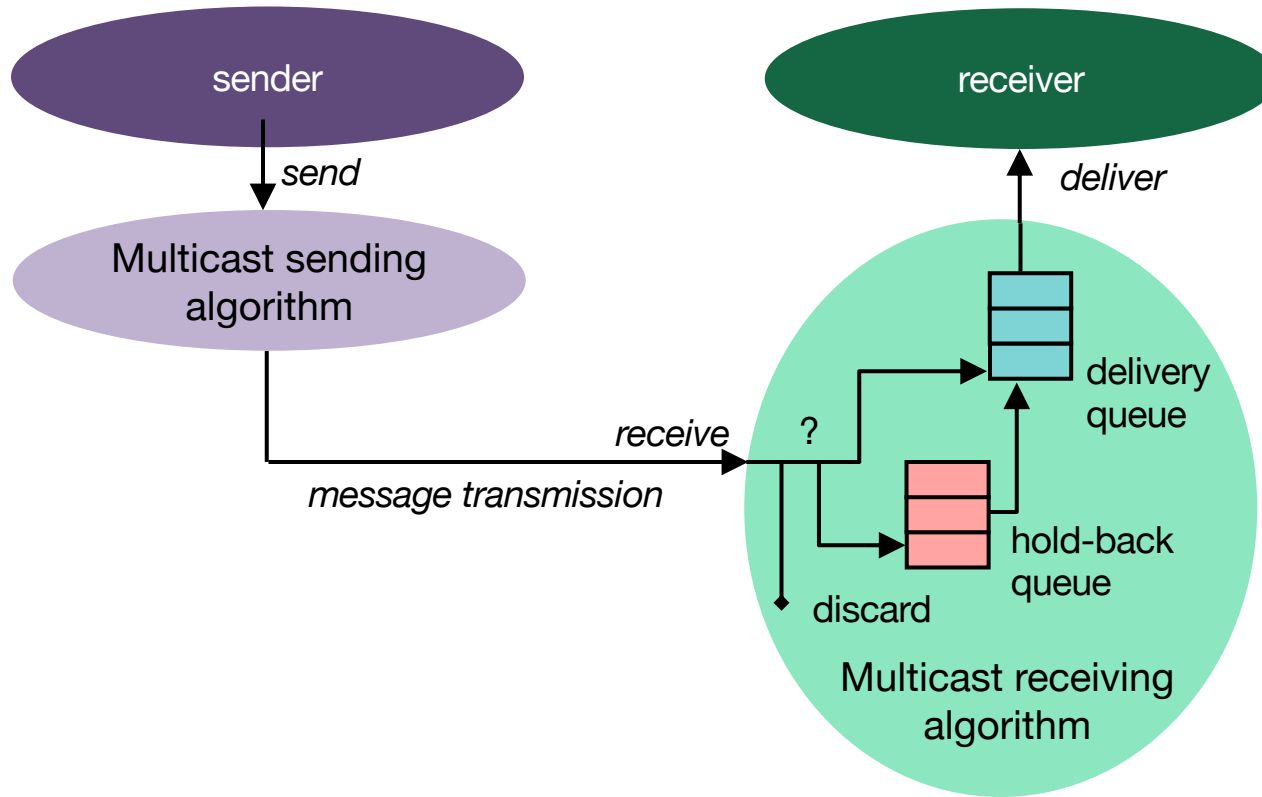 sender
receiver
send
deliver
Multicast sending
algorithm
delivery
queue
receive
?
message transmission
hold-back
queue
discard
Multicast receiving
algorithm